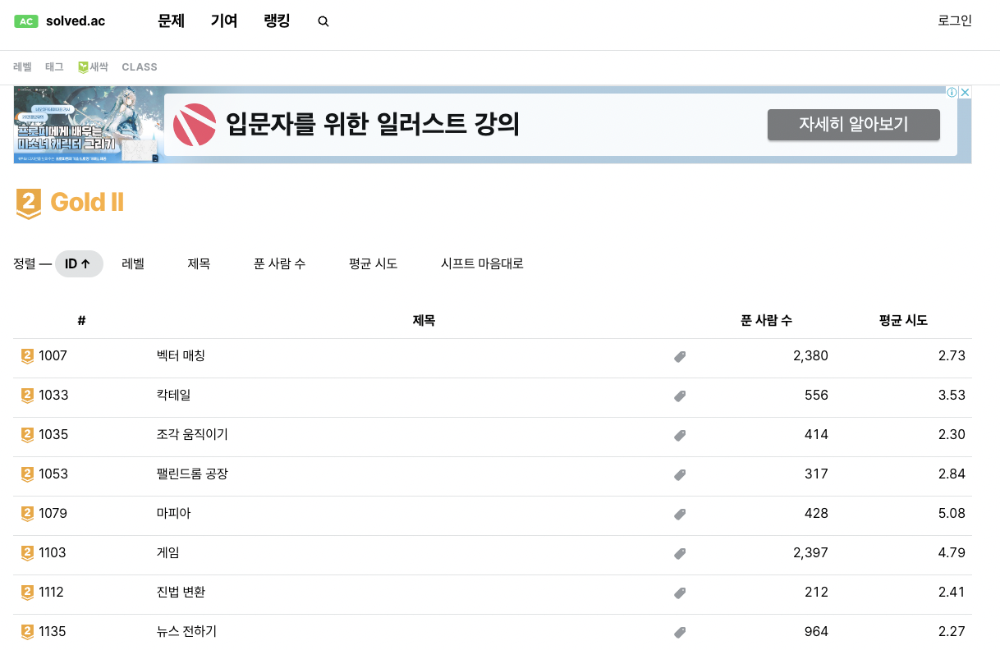 AC solved.ac 문제 기여 랭킹 로그인
레벨 태그 새싹 CLASS
프로미에게 배우는
미소녀 캐릭터 그리기
입문자를 위한 일러스트 강의
자세히 알아보기
2 Gold II
정렬 — ID ↑ 레벨 제목 푼 사람 수 평균 시도 시프트 마음대로
# 제목 푼 사람 수 평균 시도
2 1007 벡터 매칭 2,380 2.73
2 1033 칵테일 556 3.53
2 1035 조각 움직이기 414 2.30
2 1053 팰린드롬 공장 317 2.84
2 1079 마피아 428 5.08
2 1103 게임 2,397 4.79
2 1112 진법 변환 212 2.41
2 1135 뉴스 전하기 964 2.27